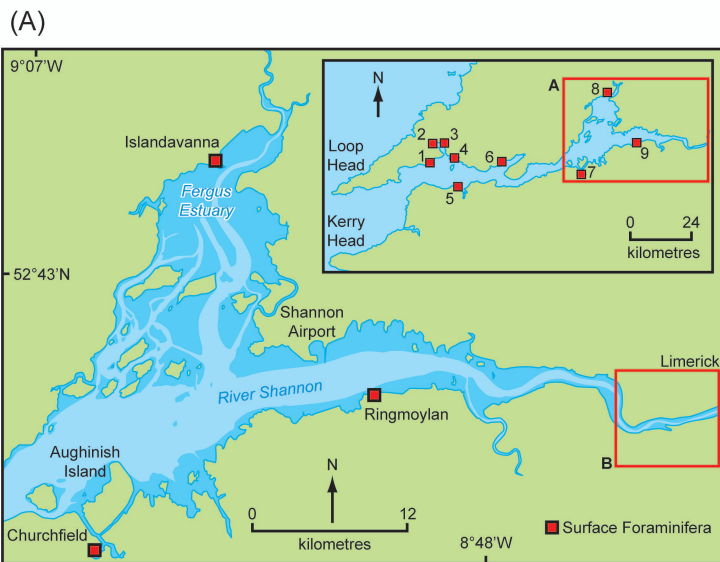 (A)
9°07'W
Islandavanna
Fergus
Estuary
52°43'N
Shannon
Airport
River Shannon
Ringmoylan
Limerick
B
Aughinish
Island
Churchfield
N
0 12
kilometres
8°48'W
Surface Foraminifera
N
A
8
2 3
Loop
Head
1
4
6
9
7
5
Kerry
Head
0 24
kilometres